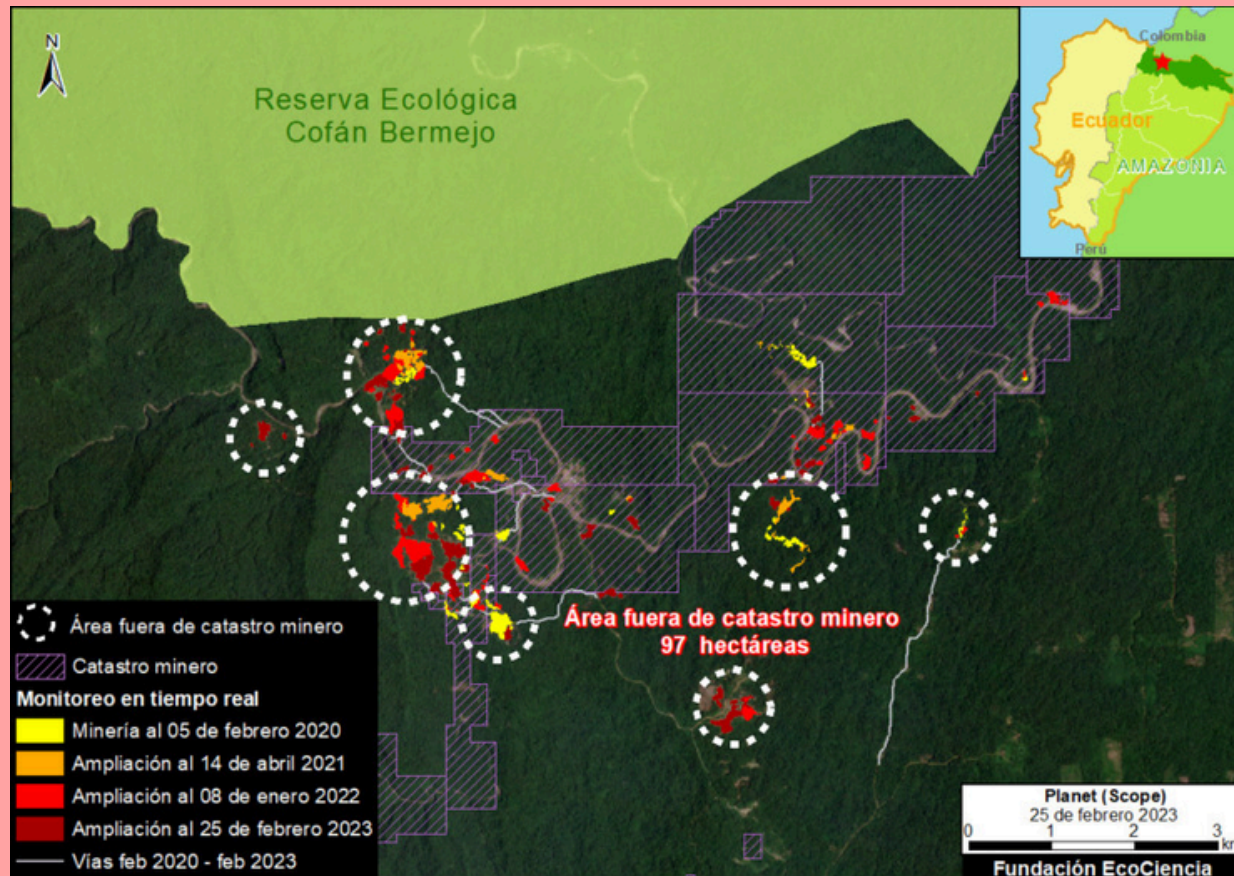 N
Reserva Ecológica
Cofán Bermejo
Colombia
Ecuador
AMAZONÍA
Perú
Área fuera de catastro minero
97 hectáreas
Área fuera de catastro minero
Catastro minero
Monitoreo en tiempo real
Minería al 05 de febrero 2020
Ampliación al 14 de abril 2021
Ampliación al 08 de enero 2022
Ampliación al 25 de febrero 2023
Vías feb 2020 - feb 2023
Planet (Scope)
25 de febrero 2023
0 1 2 3
km
Fundación EcoCiencia